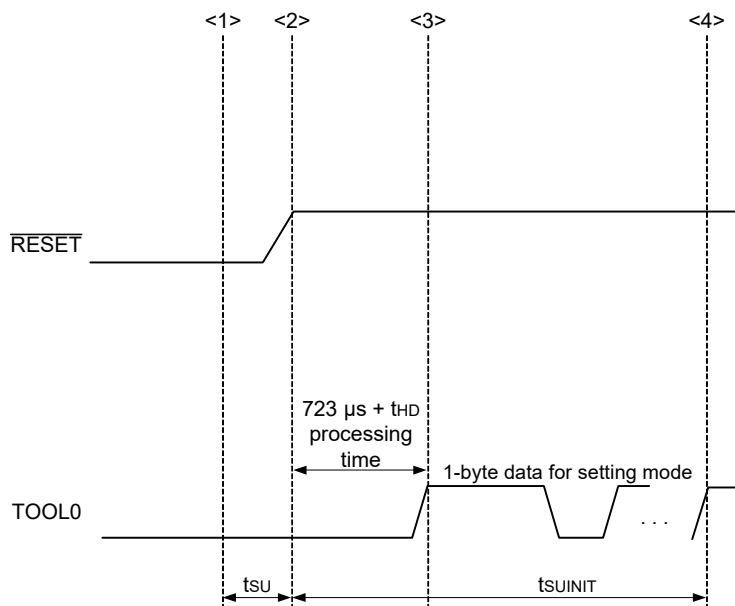 <1> <2> <3> <4>
RESET
723 µs + tHD
processing
time
1-byte data for setting mode
TOOL0
. . .
tSU tSUINIT